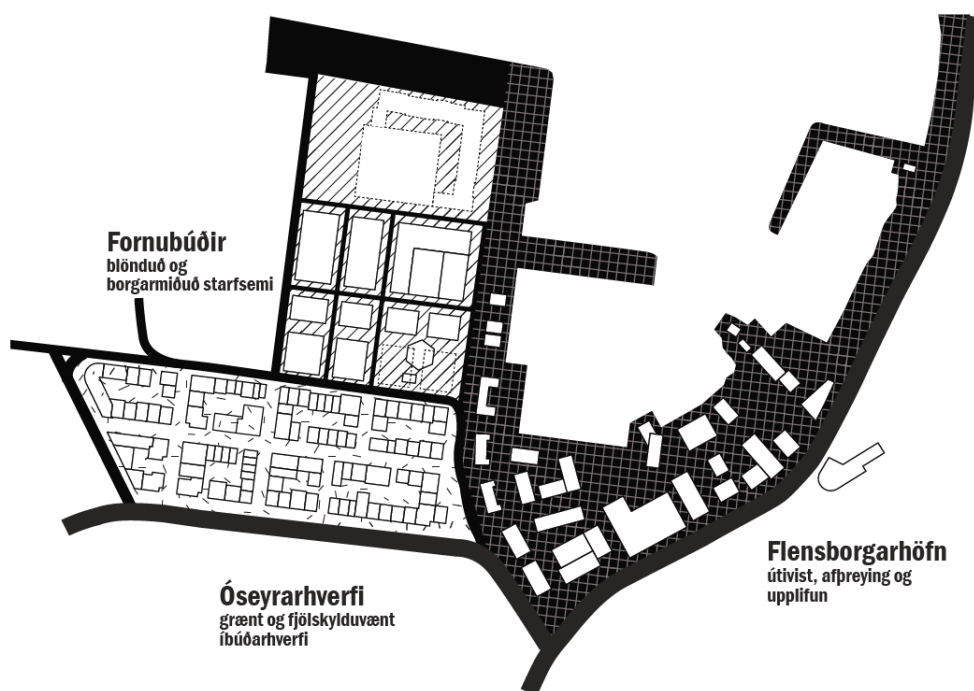 Fornubúðir
blönduð og
borgarmiðuð starfsemi
Óseyrarhverfi
grænt og fjölskylduvænt
íbúðarhverfi
Flensborgarhöfn
útivist, afþreying og
upplifun